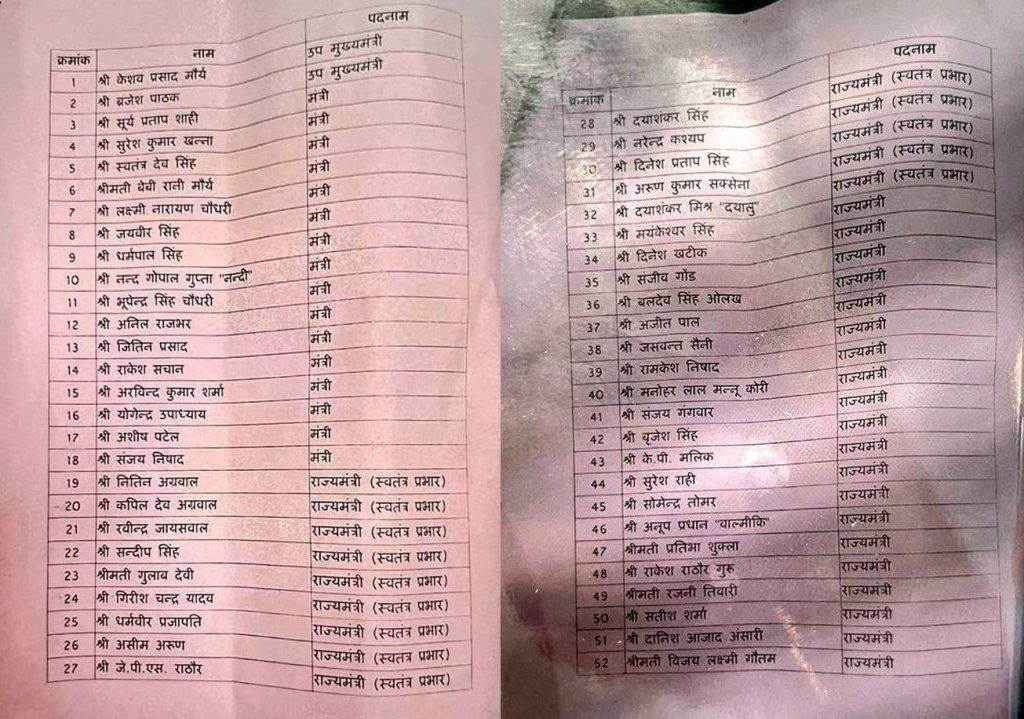 क्रमांक नाम पदनाम
1 श्री केशव प्रसाद मौर्य उप मुख्यमंत्री
2 श्री ब्रजेश पाठक उप मुख्यमंत्री
3 श्री सूर्य प्रताप शाही मंत्री
4 श्री सुरेश कुमार खन्ना मंत्री
5 श्री स्वतंत्र देव सिंह मंत्री
6 श्रीमती बेबी रानी मौर्य मंत्री
7 श्री लक्ष्मी नारायण चौधरी मंत्री
8 श्री जयवीर सिंह मंत्री
9 श्री धर्मपाल सिंह मंत्री
10 श्री नन्द गोपाल गुप्ता "नन्दी" मंत्री
11 श्री भूपेन्द्र सिंह चौधरी मंत्री
12 श्री अनिल राजभर मंत्री
13 श्री जितिन प्रसाद मंत्री
14 श्री राकेश सचान मंत्री
15 श्री अरविन्द कुमार शर्मा मंत्री
16 श्री योगेन्द्र उपाध्याय मंत्री
17 श्री अशीष पटेल मंत्री
18 श्री संजय निषाद मंत्री
19 श्री नितिन अग्रवाल राज्यमंत्री (स्वतंत्र प्रभार)
20 श्री कपिल देव अग्रवाल राज्यमंत्री (स्वतंत्र प्रभार)
21 श्री रवीन्द्र जायसवाल राज्यमंत्री (स्वतंत्र प्रभार)
22 श्री सन्दीप सिंह राज्यमंत्री (स्वतंत्र प्रभार)
23 श्रीमती गुलाब देवी राज्यमंत्री (स्वतंत्र प्रभार)
24 श्री गिरीश चन्द्र यादव राज्यमंत्री (स्वतंत्र प्रभार)
25 श्री धर्मवीर प्रजापति राज्यमंत्री (स्वतंत्र प्रभार)
26 श्री असीम अरूण राज्यमंत्री (स्वतंत्र प्रभार)
27 श्री जे.पी.एस. राठौर राज्यमंत्री (स्वतंत्र प्रभार)
क्रमांक नाम पदनाम
28 श्री दयाशंकर सिंह राज्यमंत्री (स्वतंत्र प्रभार)
29 श्री नरेन्द्र कश्यप राज्यमंत्री (स्वतंत्र प्रभार)
30 श्री दिनेश प्रताप सिंह राज्यमंत्री (स्वतंत्र प्रभार)
31 श्री अरूण कुमार सक्सेना राज्यमंत्री (स्वतंत्र प्रभार)
32 श्री दयाशंकर मिश्र "दयालु" राज्यमंत्री (स्वतंत्र प्रभार)
33 श्री मयंकेश्वर सिंह राज्यमंत्री
34 श्री दिनेश खटीक राज्यमंत्री
35 श्री संजीव गोंड राज्यमंत्री
36 श्री बलदेव सिंह ओलख राज्यमंत्री
37 श्री अजीत पाल राज्यमंत्री
38 श्री जसवन्त सैनी राज्यमंत्री
39 श्री रामकेश निषाद राज्यमंत्री
40 श्री मनोहर लाल मन्नू कोरी राज्यमंत्री
41 श्री संजय गंगवार राज्यमंत्री
42 श्री बृजेश सिंह राज्यमंत्री
43 श्री के.पी. मलिक राज्यमंत्री
44 श्री सुरेश राही राज्यमंत्री
45 श्री सोमेन्द्र तोमर राज्यमंत्री
46 श्री अनूप प्रधान "वाल्मीकि" राज्यमंत्री
47 श्रीमती प्रतिभा शुक्ला राज्यमंत्री
48 श्री राकेश राठौर गुरू राज्यमंत्री
49 श्रीमती रजनी तिवारी राज्यमंत्री
50 श्री सतीश शर्मा राज्यमंत्री
51 श्री दानिश आजाद अंसारी राज्यमंत्री
52 श्रीमती विजय लक्ष्मी गौतम राज्यमंत्री